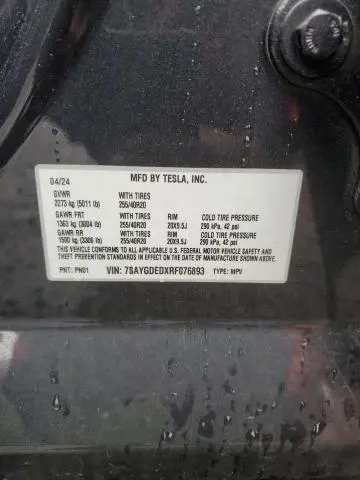 MFD BY TESLA, INC.
04/24
GVWR WITH TIRES
2273 kg (5011 lb) 255/40R20
GAWR FRT WITH TIRES RIM COLD TIRE PRESSURE
1363 kg (3004 lb) 255/40R20 20X9.5J 290 kPa, 42 psi
GAWR RR WITH TIRES RIM COLD TIRE PRESSURE
1500 kg (3306 lb) 255/40R20 20X9.5J 290 kPa, 42 psi
THIS VEHICLE CONFORMS TO ALL APPLICABLE U.S. FEDERAL MOTOR VEHICLE SAFETY AND
THEFT PREVENTION STANDARDS IN EFFECT ON THE DATE OF MANUFACTURE SHOWN ABOVE.
PNT: PN01 VIN: 7SAYGDEDXRF076893 TYPE: MPV